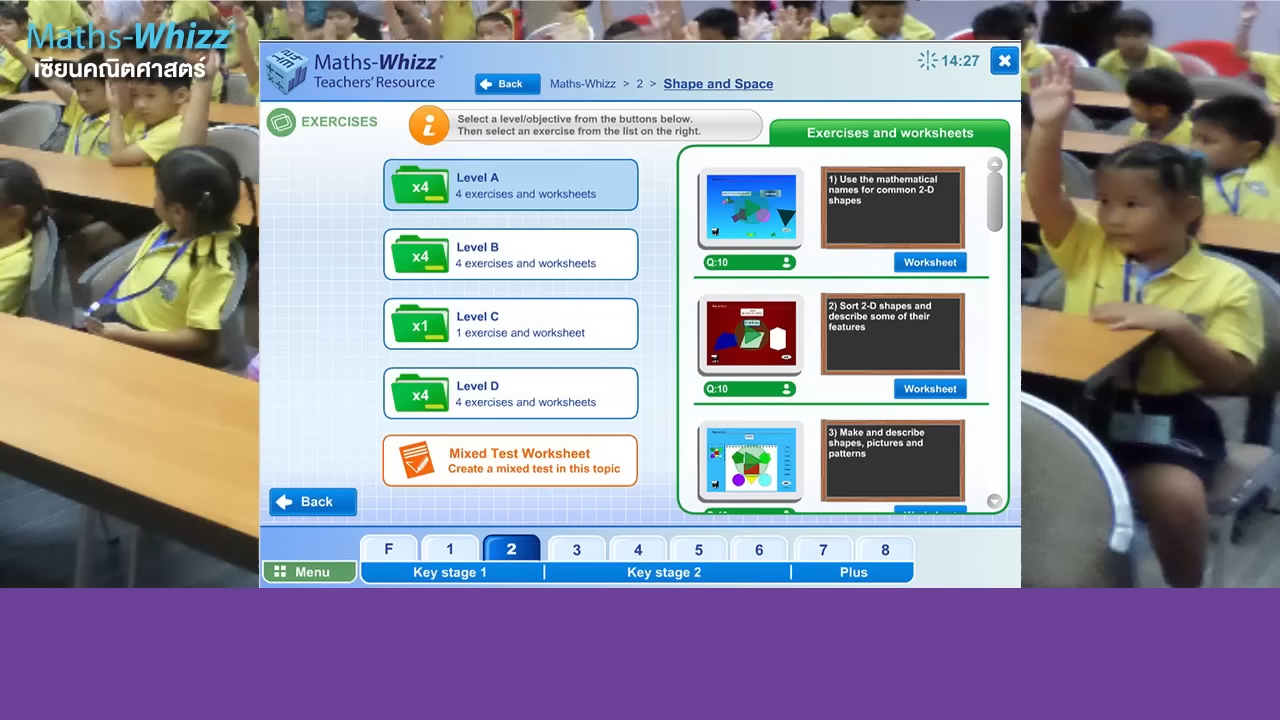 Maths-Whizz
เซียนคณิตศาสตร์
Maths-Whizz®
Teachers' Resource
Back
Maths-Whizz > 2 > Shape and Space
14:27
EXERCISES
Select a level/objective from the buttons below.
Then select an exercise from the list on the right.
Exercises and worksheets
x4
Level A
4 exercises and worksheets
x4
Level B
4 exercises and worksheets
x1
Level C
1 exercise and worksheet
x4
Level D
4 exercises and worksheets
Mixed Test Worksheet
Create a mixed test in this topic
1) Use the mathematical
names for common 2-D
shapes
Q:10
Worksheet
2) Sort 2-D shapes and
describe some of their
features
Q:10
Worksheet
3) Make and describe
shapes, pictures and
patterns
Back
F 1 2 3 4 5 6 7 8
Menu
Key stage 1
Key stage 2
Plus